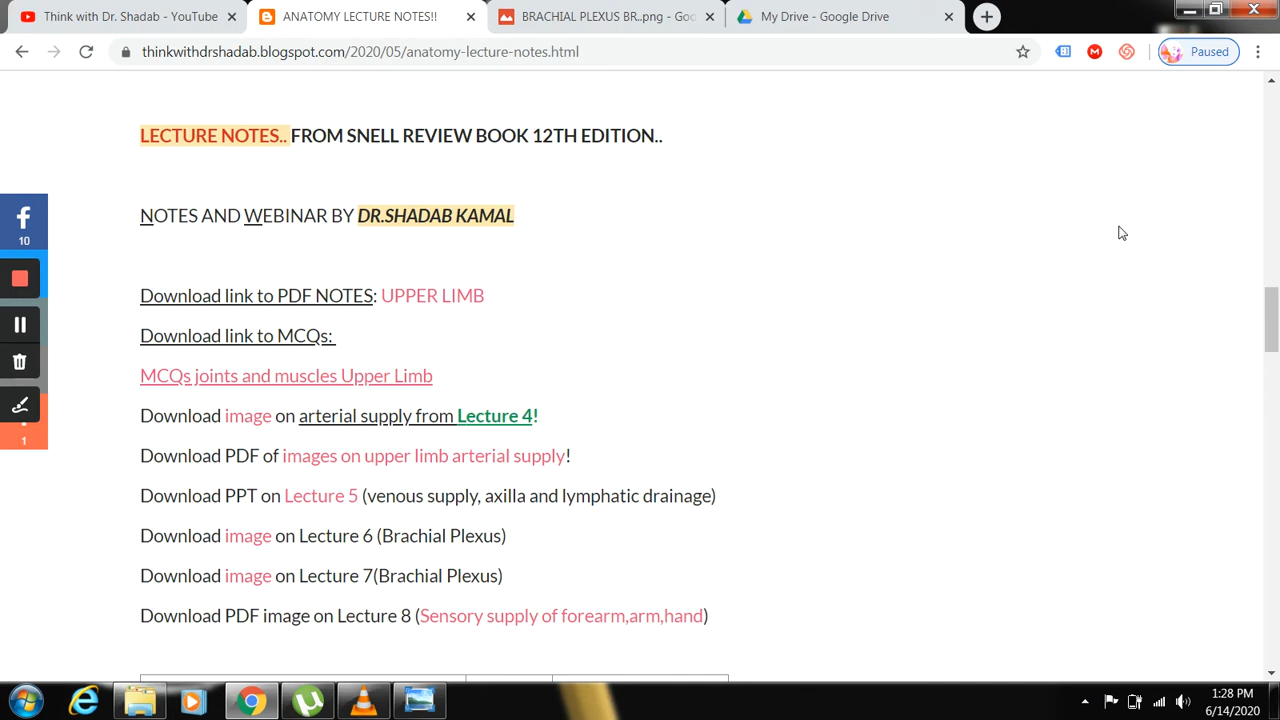 Think with Dr. Shadab - YouTube
ANATOMY LECTURE NOTES!!
BRACHIAL PLEXUS BR..png - Goo
My Drive - Google Drive
thinkwithdrshadab.blogspot.com/2020/05/anatomy-lecture-notes.html
Paused
LECTURE NOTES.. FROM SNELL REVIEW BOOK 12TH EDITION..
NOTES AND WEBINAR BY DR.SHADAB KAMAL
10
Download link to PDF NOTES: UPPER LIMB
Download link to MCQs:
MCQs joints and muscles Upper Limb
Download image on arterial supply from Lecture 4!
1
Download PDF of images on upper limb arterial supply!
Download PPT on Lecture 5 (venous supply, axilla and lymphatic drainage)
Download image on Lecture 6 (Brachial Plexus)
Download image on Lecture 7(Brachial Plexus)
Download PDF image on Lecture 8 (Sensory supply of forearm,arm,hand)
1:28 PM
6/14/2020